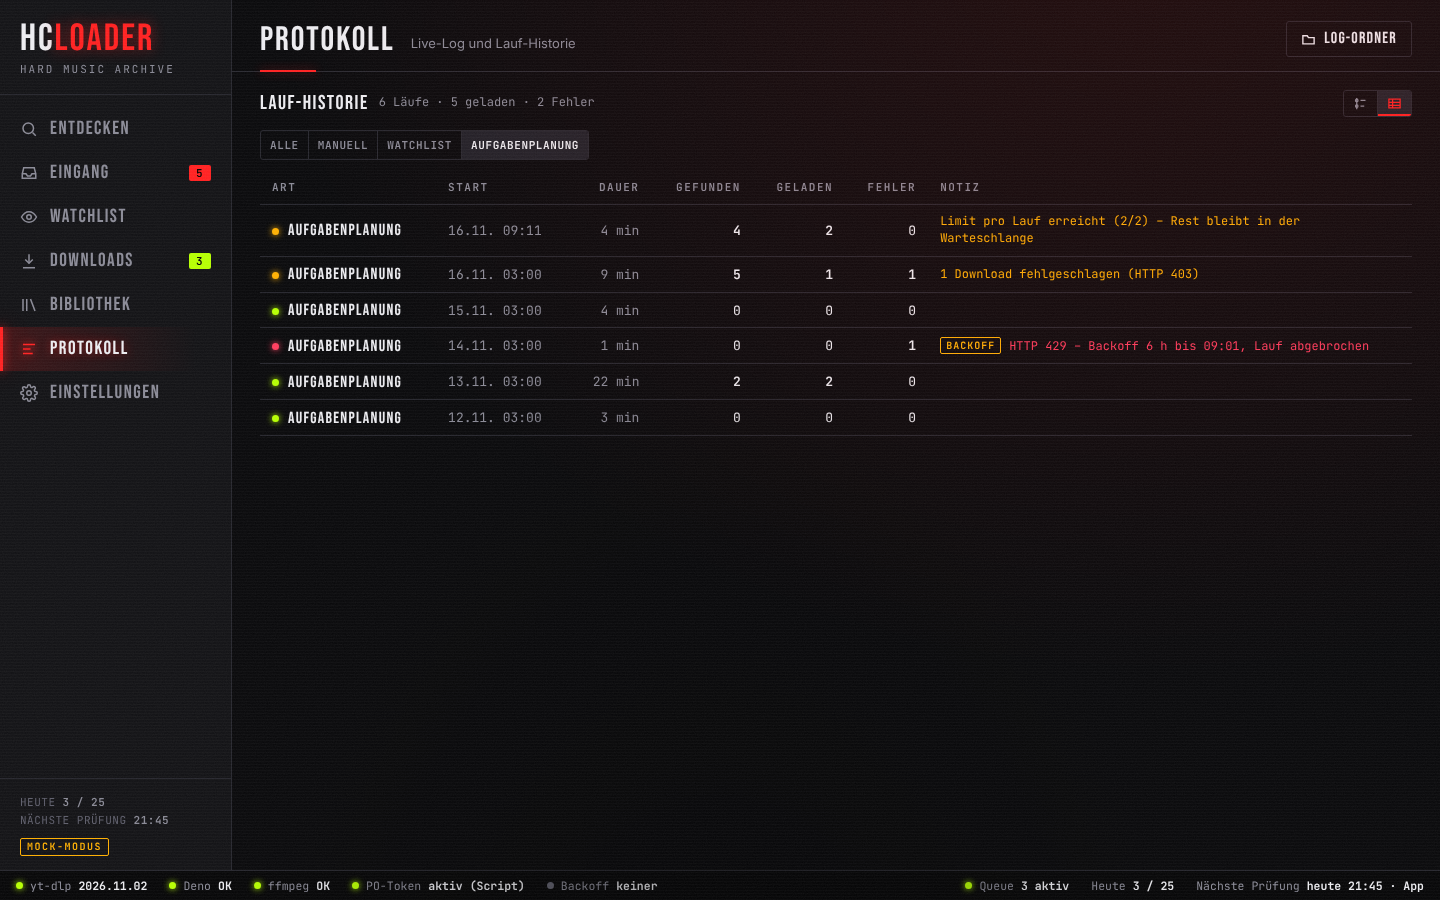 HCLOADER
HARD MUSIC ARCHIVE
ENTDECKEN
EINGANG 5
WATCHLIST
DOWNLOADS 3
BIBLIOTHEK
PROTOKOLL
EINSTELLUNGEN
HEUTE 3 / 25
NÄCHSTE PRÜFUNG 21:45
MOCK-MODUS
PROTOKOLL Live-Log und Lauf-Historie
LOG-ORDNER
LAUF-HISTORIE 6 Läufe · 5 geladen · 2 Fehler
ALLE MANUELL WATCHLIST AUFGABENPLANUNG
ART START DAUER GEFUNDEN GELADEN FEHLER NOTIZ
AUFGABENPLANUNG 16.11. 09:11 4 min 4 2 0 Limit pro Lauf erreicht (2/2) – Rest bleibt in der
Warteschlange
AUFGABENPLANUNG 16.11. 03:00 9 min 5 1 1 1 Download fehlgeschlagen (HTTP 403)
AUFGABENPLANUNG 15.11. 03:00 4 min 0 0 0
AUFGABENPLANUNG 14.11. 03:00 1 min 0 0 1 BACKOFF HTTP 429 – Backoff 6 h bis 09:01, Lauf abgebrochen
AUFGABENPLANUNG 13.11. 03:00 22 min 2 2 0
AUFGABENPLANUNG 12.11. 03:00 3 min 0 0 0
yt-dlp 2026.11.02 Deno OK ffmpeg OK PO-Token aktiv (Script) Backoff keiner Queue 3 aktiv Heute 3 / 25 Nächste Prüfung heute 21:45 · App